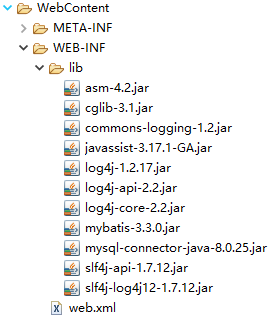 WebContent
META-INF
WEB-INF
lib
asm-4.2.jar
cglib-3.1.jar
commons-logging-1.2.jar
javassist-3.17.1-GA.jar
log4j-1.2.17.jar
log4j-api-2.2.jar
log4j-core-2.2.jar
mybatis-3.3.0.jar
mysql-connector-java-8.0.25.jar
slf4j-api-1.7.12.jar
slf4j-log4j12-1.7.12.jar
web.xml